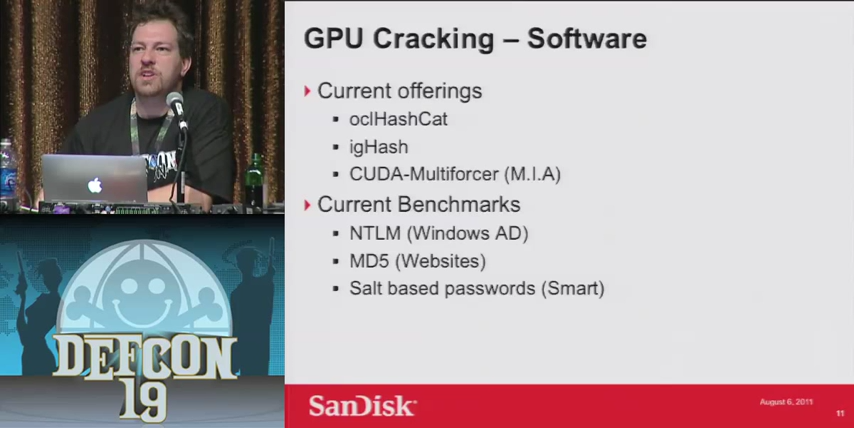 GPU Cracking – Software
Current offerings
oclHashCat
igHash
CUDA-Multiforcer (M.I.A)
Current Benchmarks
NTLM (Windows AD)
MD5 (Websites)
Salt based passwords (Smart)
DEFCON
DEFCON
19
SanDisk
August 6, 2011
11